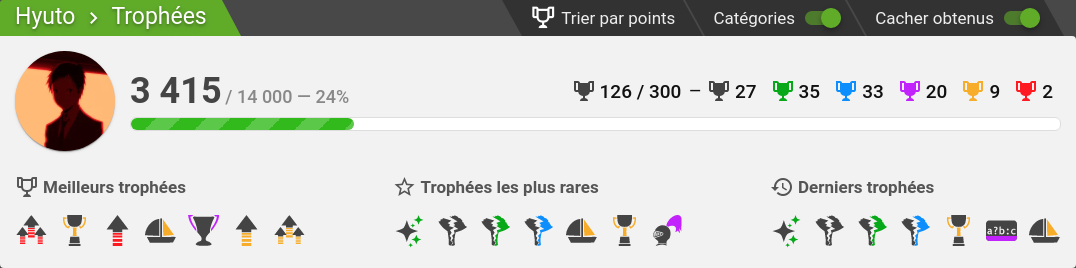 Hyuto > Trophées
Trier par points Catégories Cacher obtenus
3 415 / 14 000 — 24%
126 / 300 — 27 35 33 20 9 2
Meilleurs trophées
Trophées les plus rares
Derniers trophées
a?b:c